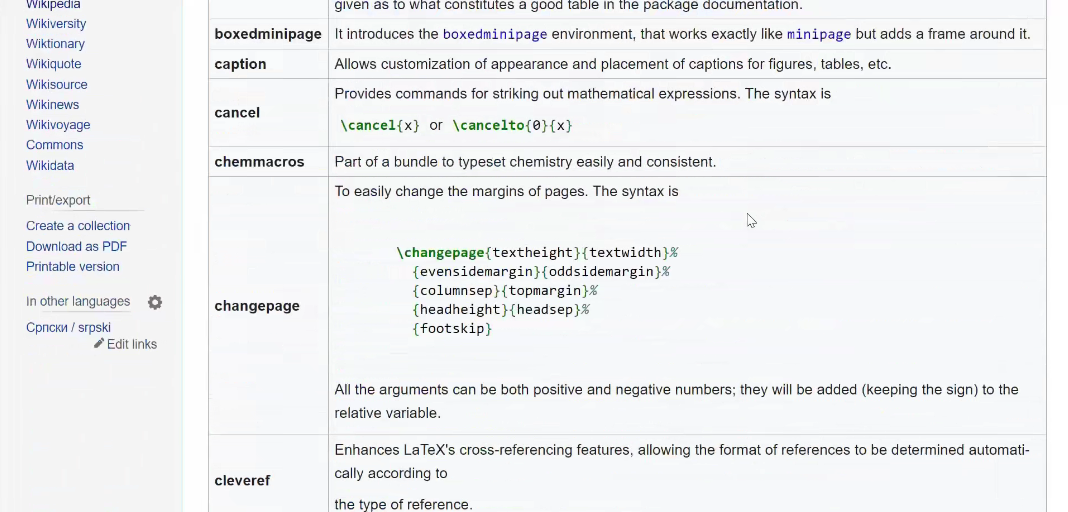 Wikipedia
Wikiversity
Wiktionary
Wikiquote
Wikisource
Wikinews
Wikivoyage
Commons
Wikidata
Print/export
Create a collection
Download as PDF
Printable version
In other languages
Српски / srpski
Edit links
given as to what constitutes a good table in the package documentation.
boxedminipage It introduces the boxedminipage environment, that works exactly like minipage but adds a frame around it.
caption Allows customization of appearance and placement of captions for figures, tables, etc.
cancel
Provides commands for striking out mathematical expressions. The syntax is
\cancel{x} or \cancelto{0}{x}
chemmacros Part of a bundle to typeset chemistry easily and consistent.
changepage
To easily change the margins of pages. The syntax is
\changepage{textheight}{textwidth}%
{evensidemargin}{oddsidemargin}%
{columnsep}{topmargin}%
{headheight}{headsep}%
{footskip}
All the arguments can be both positive and negative numbers; they will be added (keeping the sign) to the
relative variable.
cleveref
Enhances LaTeX's cross-referencing features, allowing the format of references to be determined automati-
cally according to
the type of reference.